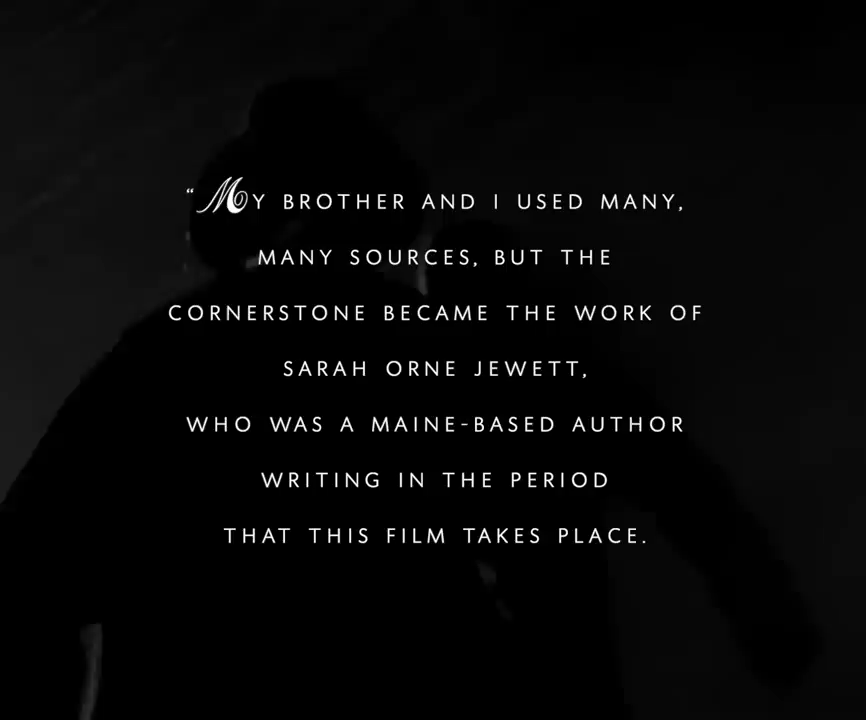 “MY BROTHER AND I USED MANY,
MANY SOURCES, BUT THE
CORNERSTONE BECAME THE WORK OF
SARAH ORNE JEWETT,
WHO WAS A MAINE-BASED AUTHOR
WRITING IN THE PERIOD
THAT THIS FILM TAKES PLACE.